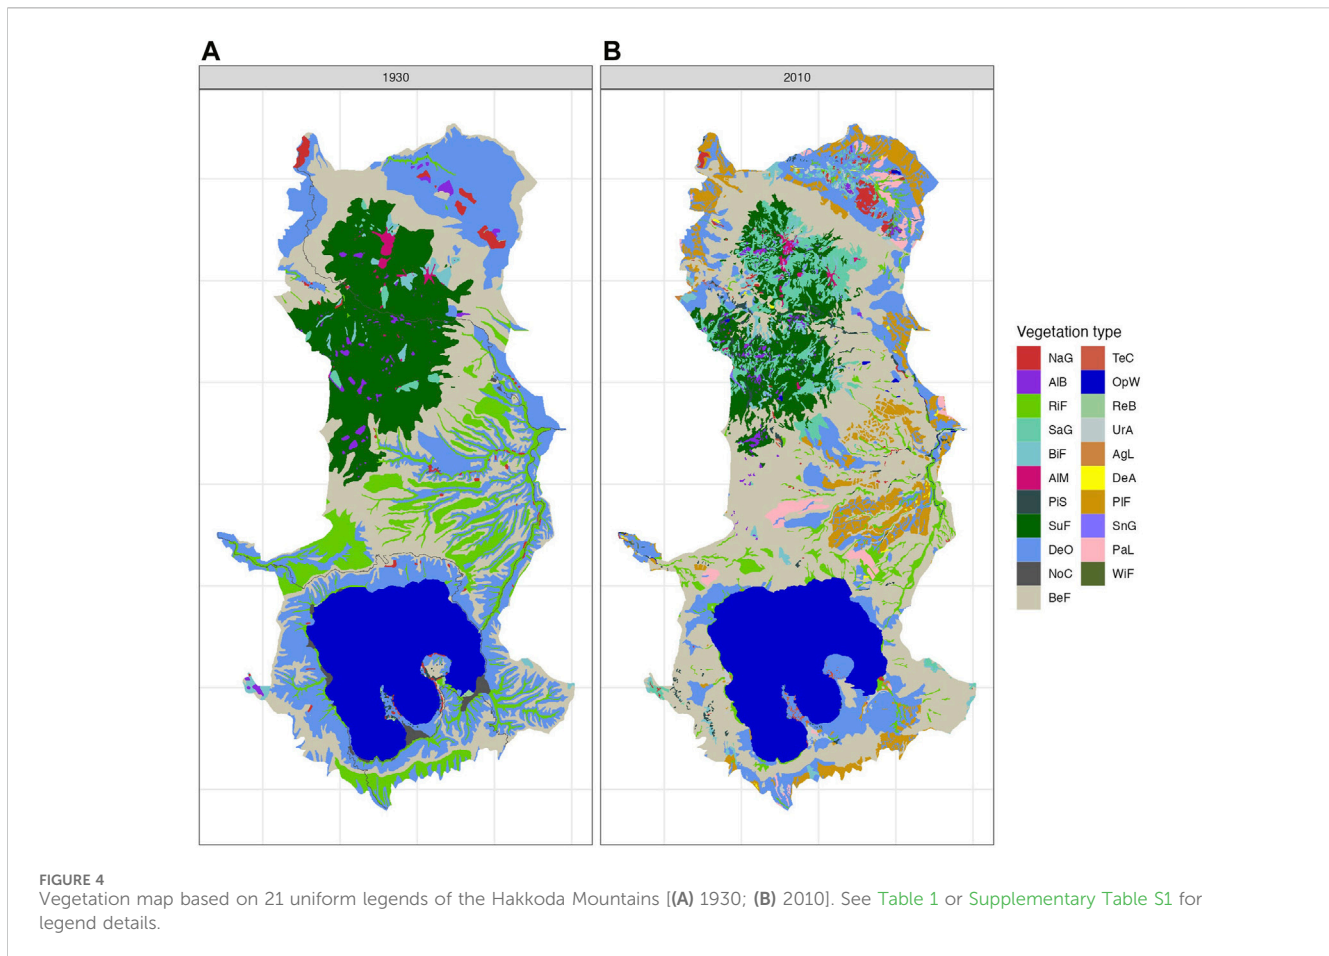 A
B
1930
2010
Vegetation type
NaG
AlB
RiF
SaG
BiF
AlM
PiS
SuF
DeO
NoC
BeF
TeC
OpW
ReB
UrA
AgL
DeA
PlF
SnG
PaL
WiF
FIGURE 4
Vegetation map based on 21 uniform legends of the Hakkoda Mountains [(A) 1930; (B) 2010]. See Table 1 or Supplementary Table S1 for
legend details.